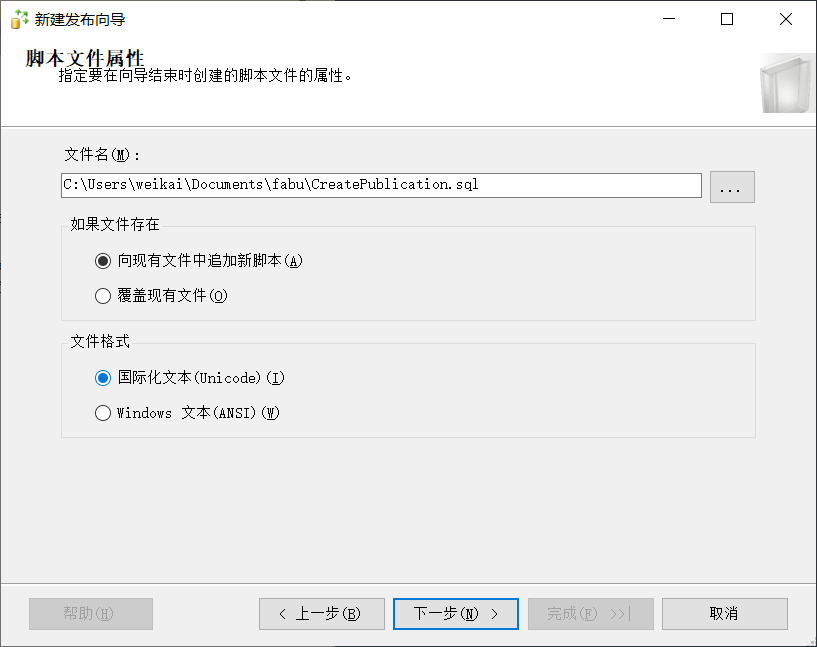 新建发布向导
脚本文件属性
指定要在向导结束时创建的脚本文件的属性。
文件名(M):
C:\Users\weikai\Documents\fabu\CreatePublication.sql
...
如果文件存在
向现有文件中追加新脚本(A)
覆盖现有文件(O)
文件格式
国际化文本(Unicode)(I)
Windows 文本(ANSI)(W)
帮助(H)
< 上一步(B)
下一步(N) >
完成(F) >>|
取消